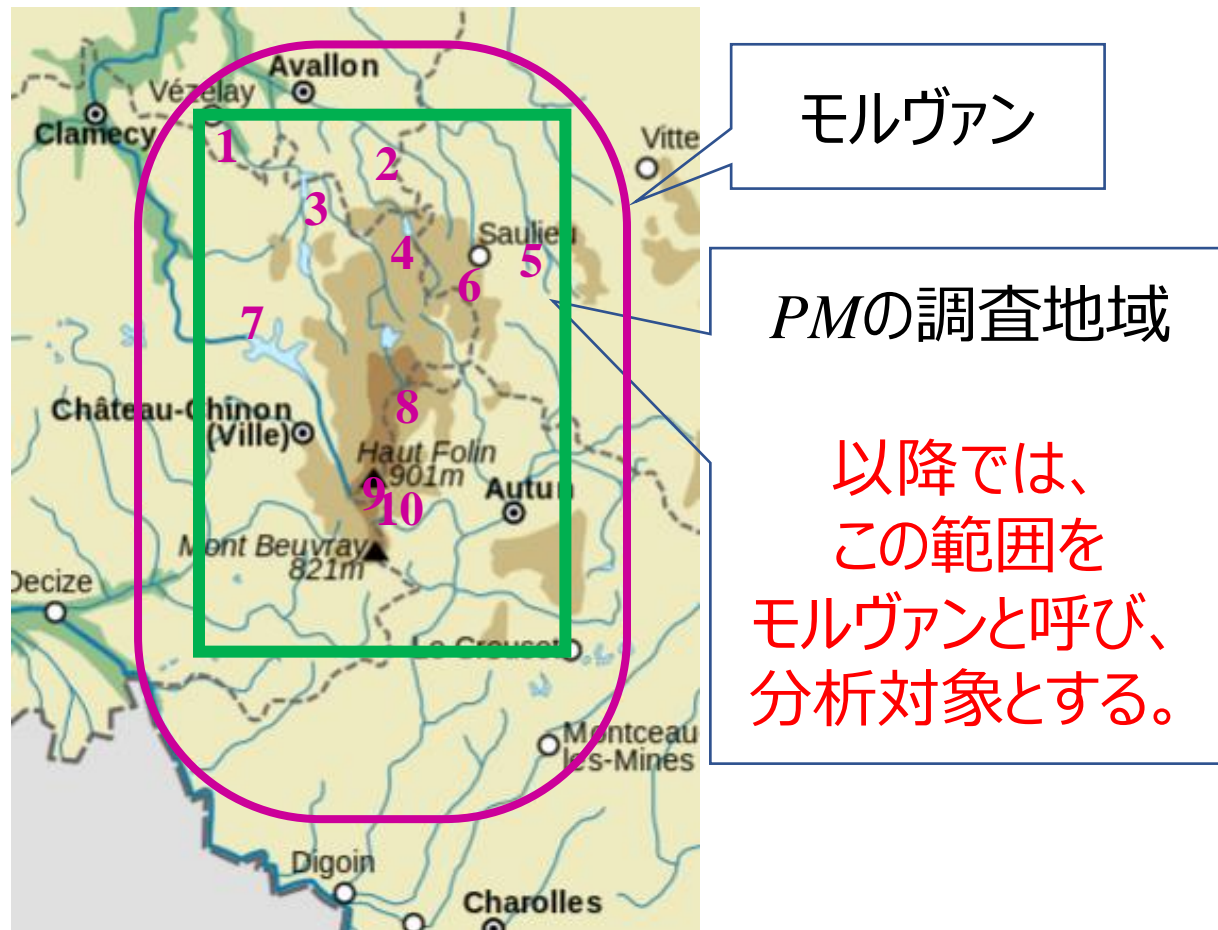 Avallon
Vézelay
Clamecy
1
2
Vitte
3
Saulieu
4
5
6
7
Château-Chinon
(Ville)
8
Haut Folin
901m
9
10
Autun
Mont Beuvray
821m
Decize
Le Creusot
Montceau
les-Mines
Digoin
Charolles
モルヴァン
PMの調査地域
以降では、
この範囲を
モルヴァンと呼び、
分析対象とする。